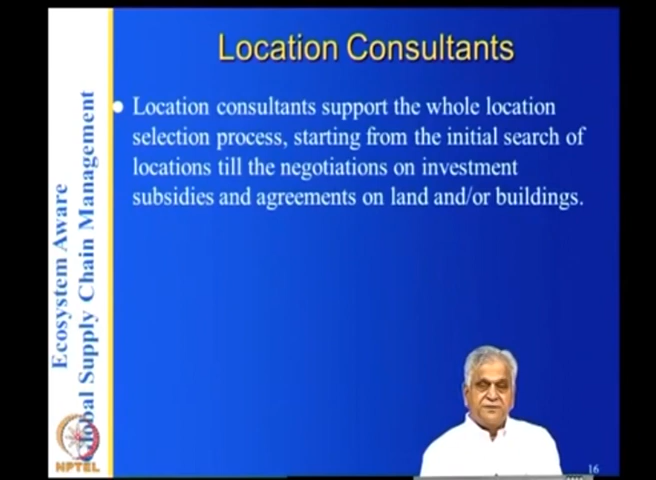 Location Consultants
Location consultants support the whole location
selection process, starting from the initial search of
locations till the negotiations on investment
subsidies and agreements on land and/or buildings.
Ecosystem Aware
Global Supply Chain Management
NPTEL
16